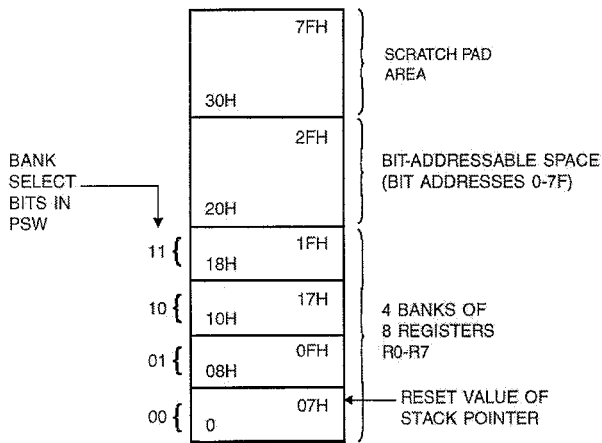 7FH
SCRATCH PAD
AREA
30H
2FH
BANK
SELECT
BITS IN
PSW
BIT-ADDRESSABLE SPACE
(BIT ADDRESSES 0-7F)
20H
11 {
1FH
18H
10 {
17H
10H
4 BANKS OF
8 REGISTERS
R0-R7
01 {
0FH
08H
00 {
07H
0
RESET VALUE OF
STACK POINTER